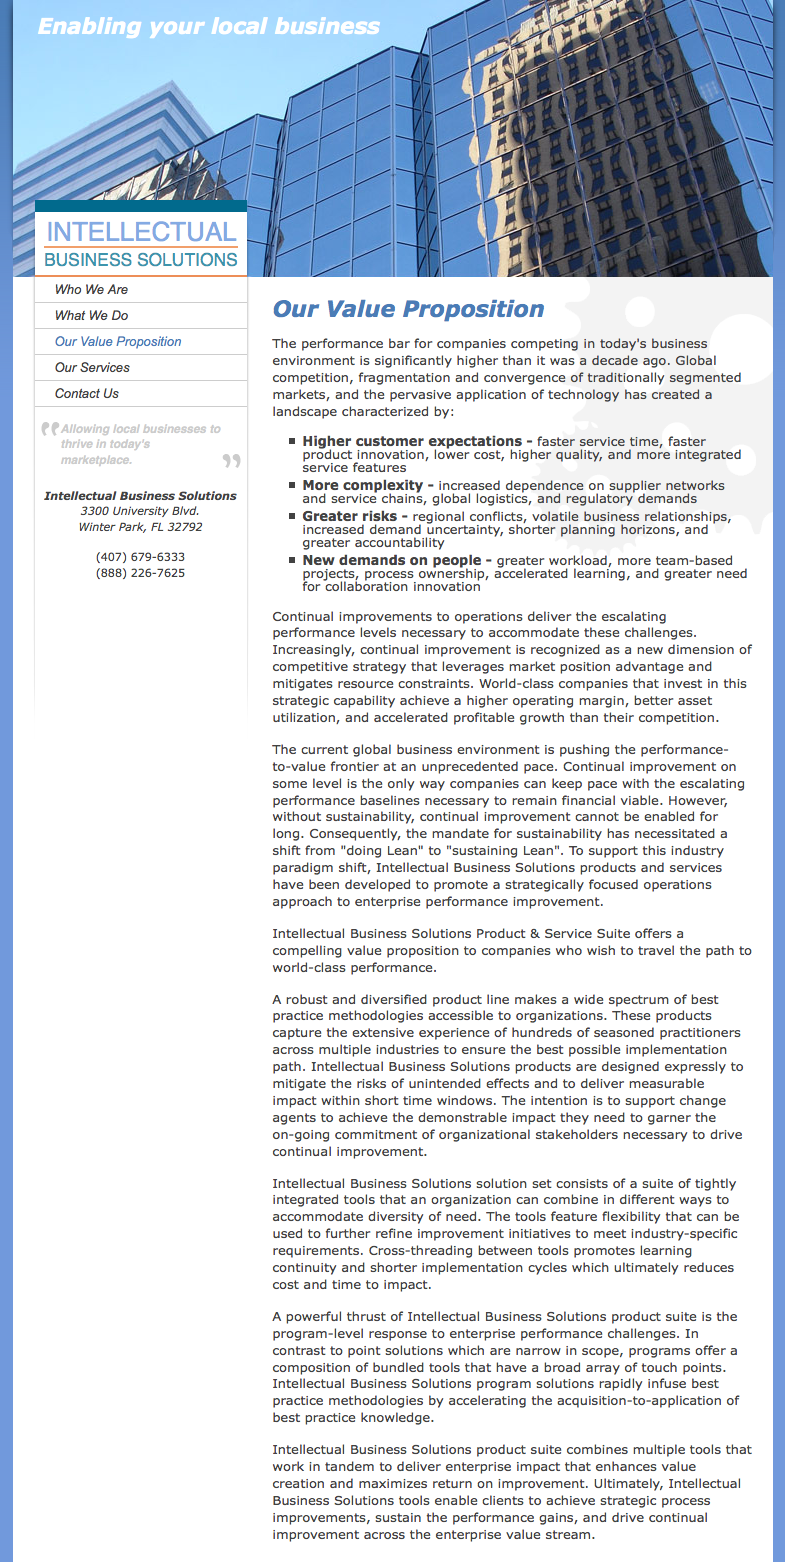 Enabling your local business
INTELLECTUAL
BUSINESS SOLUTIONS
Who We Are
What We Do
Our Value Proposition
Our Services
Contact Us
"Allowing local businesses to
thrive in today's
marketplace. "
Intellectual Business Solutions
3300 University Blvd.
Winter Park, FL 32792
(407) 679-6333
(888) 226-7625
Our Value Proposition
The performance bar for companies competing in today's business
environment is significantly higher than it was a decade ago. Global
competition, fragmentation and convergence of traditionally segmented
markets, and the pervasive application of technology has created a
landscape characterized by:
Higher customer expectations - faster service time, faster
product innovation, lower cost, higher quality, and more integrated
service features
More complexity - increased dependence on supplier networks
and service chains, global logistics, and regulatory demands
Greater risks - regional conflicts, volatile business relationships,
increased demand uncertainty, shorter planning horizons, and
greater accountability
New demands on people - greater workload, more team-based
projects, process ownership, accelerated learning, and greater need
for collaboration innovation
Continual improvements to operations deliver the escalating
performance levels necessary to accommodate these challenges.
Increasingly, continual improvement is recognized as a new dimension of
competitive strategy that leverages market position advantage and
mitigates resource constraints. World-class companies that invest in this
strategic capability achieve a higher operating margin, better asset
utilization, and accelerated profitable growth than their competition.
The current global business environment is pushing the performance-
to-value frontier at an unprecedented pace. Continual improvement on
some level is the only way companies can keep pace with the escalating
performance baselines necessary to remain financial viable. However,
without sustainability, continual improvement cannot be enabled for
long. Consequently, the mandate for sustainability has necessitated a
shift from "doing Lean" to "sustaining Lean". To support this industry
paradigm shift, Intellectual Business Solutions products and services
have been developed to promote a strategically focused operations
approach to enterprise performance improvement.
Intellectual Business Solutions Product & Service Suite offers a
compelling value proposition to companies who wish to travel the path to
world-class performance.
A robust and diversified product line makes a wide spectrum of best
practice methodologies accessible to organizations. These products
capture the extensive experience of hundreds of seasoned practitioners
across multiple industries to ensure the best possible implementation
path. Intellectual Business Solutions products are designed expressly to
mitigate the risks of unintended effects and to deliver measurable
impact within short time windows. The intention is to support change
agents to achieve the demonstrable impact they need to garner the
on-going commitment of organizational stakeholders necessary to drive
continual improvement.
Intellectual Business Solutions solution set consists of a suite of tightly
integrated tools that an organization can combine in different ways to
accommodate diversity of need. The tools feature flexibility that can be
used to further refine improvement initiatives to meet industry-specific
requirements. Cross-threading between tools promotes learning
continuity and shorter implementation cycles which ultimately reduces
cost and time to impact.
A powerful thrust of Intellectual Business Solutions product suite is the
program-level response to enterprise performance challenges. In
contrast to point solutions which are narrow in scope, programs offer a
composition of bundled tools that have a broad array of touch points.
Intellectual Business Solutions program solutions rapidly infuse best
practice methodologies by accelerating the acquisition-to-application of
best practice knowledge.
Intellectual Business Solutions product suite combines multiple tools that
work in tandem to deliver enterprise impact that enhances value
creation and maximizes return on improvement. Ultimately, Intellectual
Business Solutions tools enable clients to achieve strategic process
improvements, sustain the performance gains, and drive continual
improvement across the enterprise value stream.